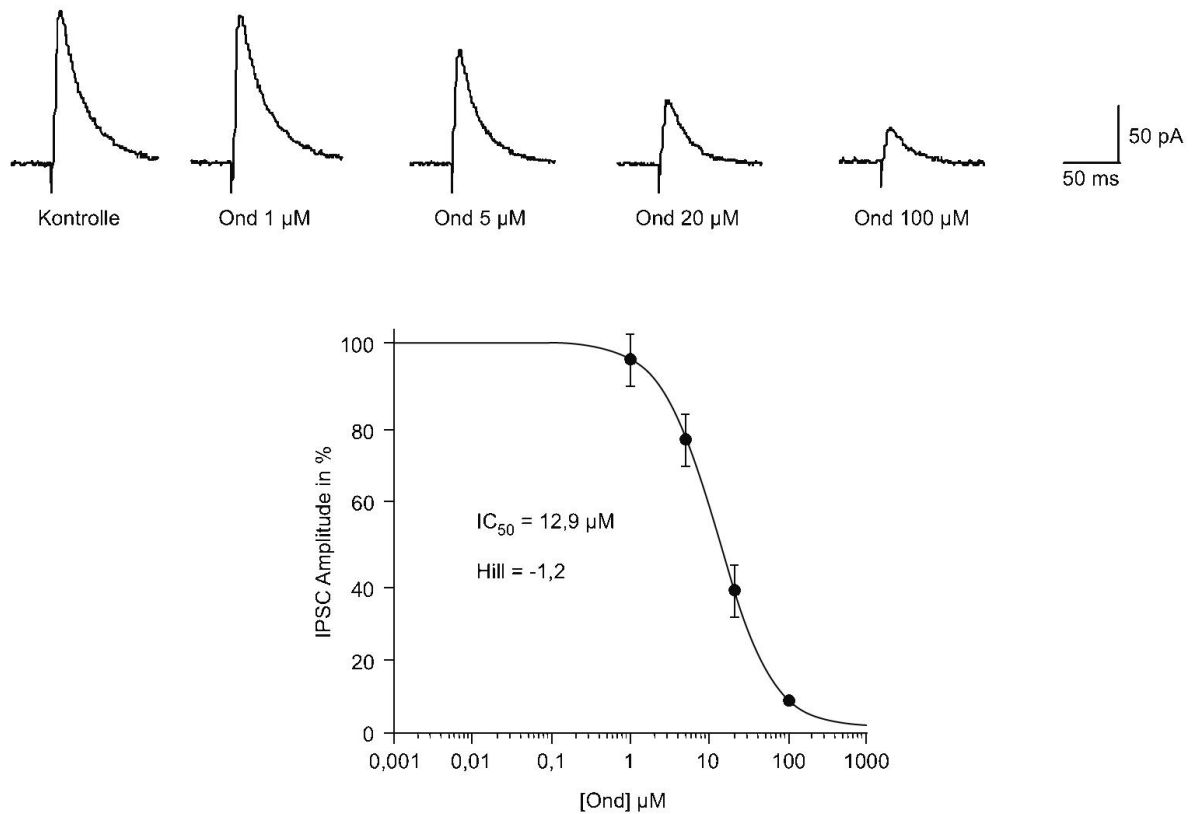 50 pA
50 ms
Kontrolle
Ond 1 µM
Ond 5 µM
Ond 20 µM
Ond 100 µM
IPSC Amplitude in %
100
80
60
40
20
0
IC50 = 12,9 µM
Hill = -1,2
0,001
0,01
0,1
1
10
100
1000
[Ond] µM